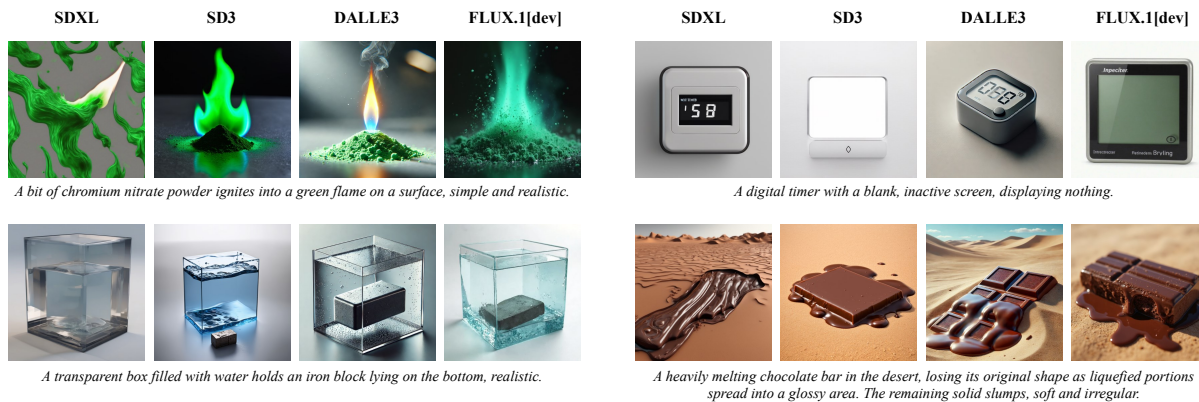 SDXL SD3 DALLE3 FLUX.1[dev]
A bit of chromium nitrate powder ignites into a green flame on a surface, simple and realistic.
A transparent box filled with water holds an iron block lying on the bottom, realistic.
SDXL SD3 DALLE3 FLUX.1[dev]
'58
Inpeciter
Brviing
A digital timer with a blank, inactive screen, displaying nothing.
A heavily melting chocolate bar in the desert, losing its original shape as liquefied portions
spread into a glossy area. The remaining solid slumps, soft and irregular.